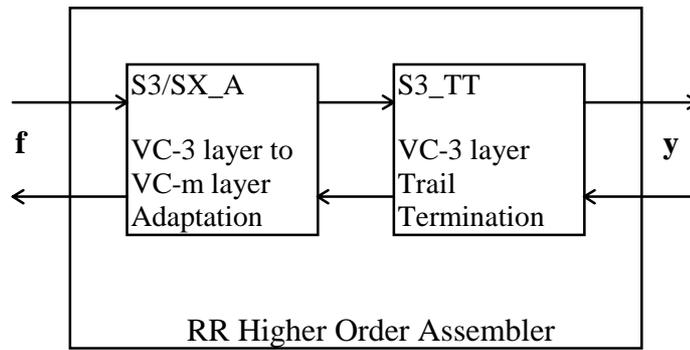 S3/SX_A
VC-3 layer to
VC-m layer
Adaptation
S3_TT
VC-3 layer
Trail
Termination
f
y
RR Higher Order Assembler